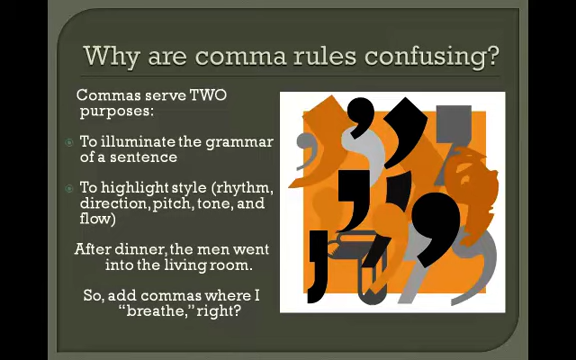 Why are comma rules confusing?
Commas serve TWO
purposes:
To illuminate the grammar
of a sentence
To highlight style (rhythm,
direction, pitch, tone, and
flow)
After dinner, the men went
into the living room.
So, add commas where I
“breathe,” right?